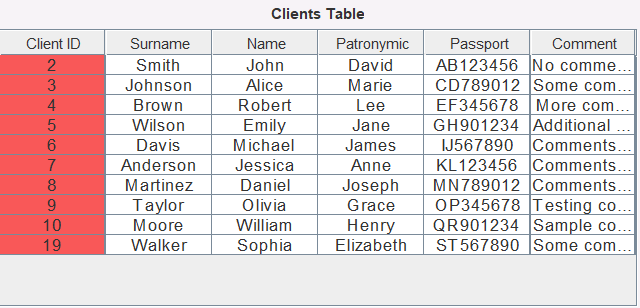 Clients Table
Client ID Surname Name Patronymic Passport Comment
2 Smith John David AB123456 No comme...
3 Johnson Alice Marie CD789012 Some com...
4 Brown Robert Lee EF345678 More com...
5 Wilson Emily Jane GH901234 Additional ...
6 Davis Michael James IJ567890 Comments...
7 Anderson Jessica Anne KL123456 Comments...
8 Martinez Daniel Joseph MN789012 Comments...
9 Taylor Olivia Grace OP345678 Testing co...
10 Moore William Henry QR901234 Sample co...
19 Walker Sophia Elizabeth ST567890 Some com...